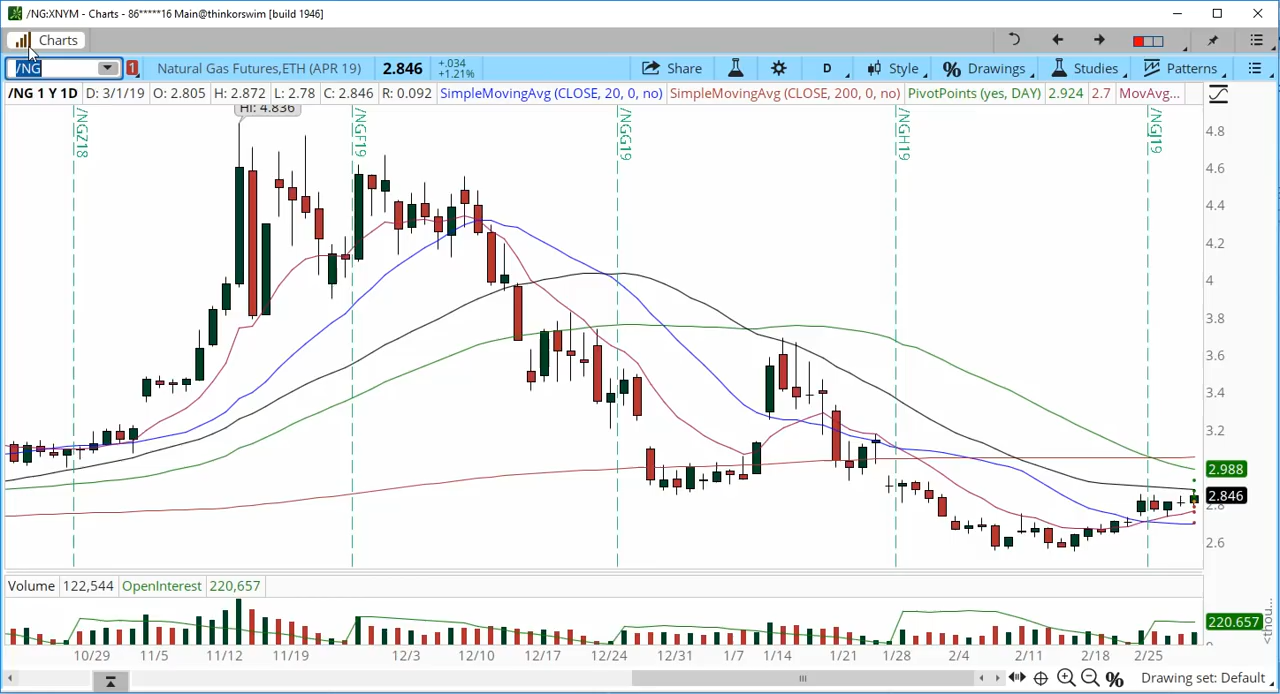 /NG:XNYM - Charts - 86*****16 Main@thinkorswim [build 1946]
Charts
/NG 1 Natural Gas Futures,ETH (APR 19) 2.846 +.034 +1.21% Share D Style Drawings Studies Patterns
/NG 1 Y 1D D: 3/1/19 O: 2.805 H: 2.872 L: 2.78 C: 2.846 R: 0.092 SimpleMovingAvg (CLOSE, 20, 0, no) SimpleMovingAvg (CLOSE, 200, 0, no) PivotPoints (yes, DAY) 2.924 2.7 MovAvg...
Hi: 4.836
/NGZ18
/NGF19
/NGG19
/NGH19
/NGJ19
4.8
4.6
4.4
4.2
4
3.8
3.6
3.4
3.2
3
2.988
2.846
2.8
2.6
Volume 122,544 OpenInterest 220,657
220.657
<thou...
0
10/29 11/5 11/12 11/19 12/3 12/10 12/17 12/24 12/31 1/7 1/14 1/21 1/28 2/4 2/11 2/18 2/25
% Drawing set: Default